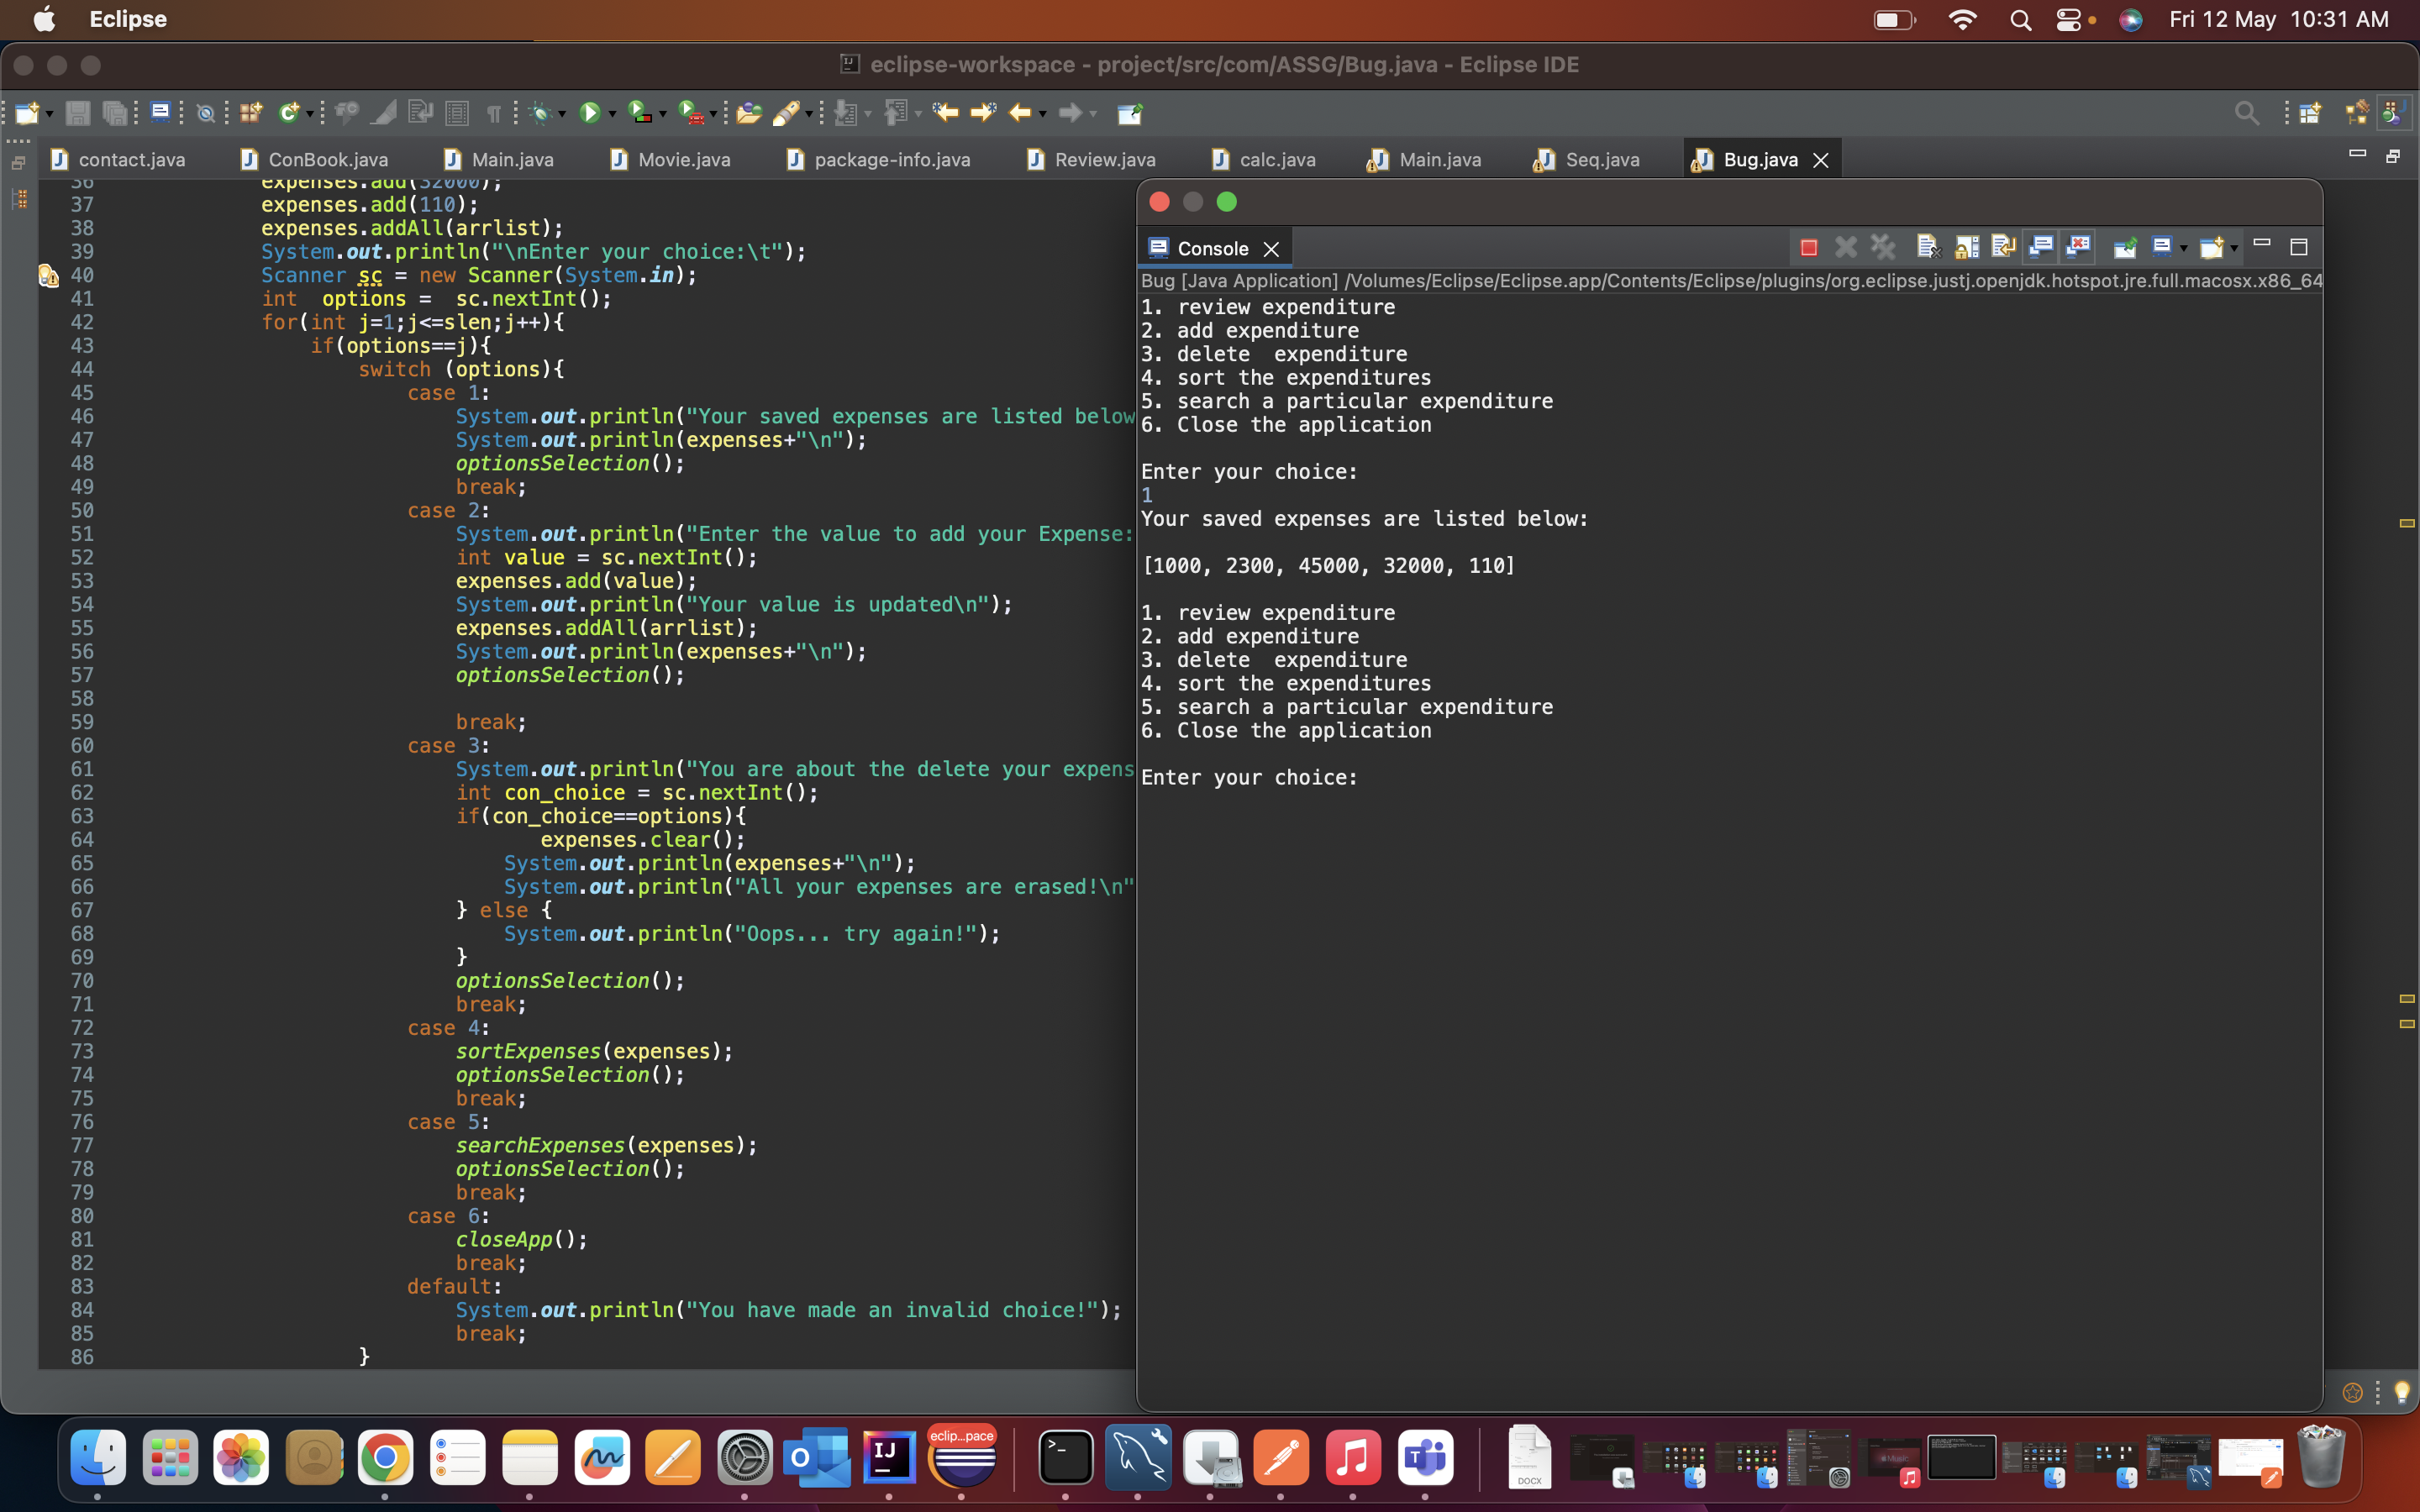 Eclipse
Fri 12 May 10:31 AM
eclipse-workspace - project/src/com/ASSG/Bug.java - Eclipse IDE
contact.java
ConBook.java
Main.java
Movie.java
package-info.java
Review.java
calc.java
Main.java
Seq.java
Bug.java
36 expenses.add(32000);
37 expenses.add(110);
38 expenses.addAll(arrlist);
39 System.out.println("\nEnter your choice:\t");
40 Scanner sc = new Scanner(System.in);
41 int  options =  sc.nextInt();
42 for(int j=1;j<=slen;j++){
43 if(options==j){
44 switch (options){
45 case 1:
46 System.out.println("Your saved expenses are listed below
47 System.out.println(expenses+"\n");
48 optionsSelection();
49 break;
50 case 2:
51 System.out.println("Enter the value to add your Expense:
52 int value = sc.nextInt();
53 expenses.add(value);
54 System.out.println("Your value is updated\n");
55 expenses.addAll(arrlist);
56 System.out.println(expenses+"\n");
57 optionsSelection();
58
59 break;
60 case 3:
61 System.out.println("You are about the delete your expens
62 int con_choice = sc.nextInt();
63 if(con_choice==options){
64 expenses.clear();
65 System.out.println(expenses+"\n");
66 System.out.println("All your expenses are erased!\n"
67 } else {
68 System.out.println("Oops... try again!");
69 }
70 optionsSelection();
71 break;
72 case 4:
73 sortExpenses(expenses);
74 optionsSelection();
75 break;
76 case 5:
77 searchExpenses(expenses);
78 optionsSelection();
79 break;
80 case 6:
81 closeApp();
82 break;
83 default:
84 System.out.println("You have made an invalid choice!");
85 break;
86 }
Console
Bug [Java Application] /Volumes/Eclipse/Eclipse.app/Contents/Eclipse/plugins/org.eclipse.justj.openjdk.hotspot.jre.full.macosx.x86_64
1. review expenditure
2. add expenditure
3. delete  expenditure
4. sort the expenditures
5. search a particular expenditure
6. Close the application
Enter your choice:
1
Your saved expenses are listed below:
[1000, 2300, 45000, 32000, 110]
1. review expenditure
2. add expenditure
3. delete  expenditure
4. sort the expenditures
5. search a particular expenditure
6. Close the application
Enter your choice:
eclip...pace
IJ
DOCX